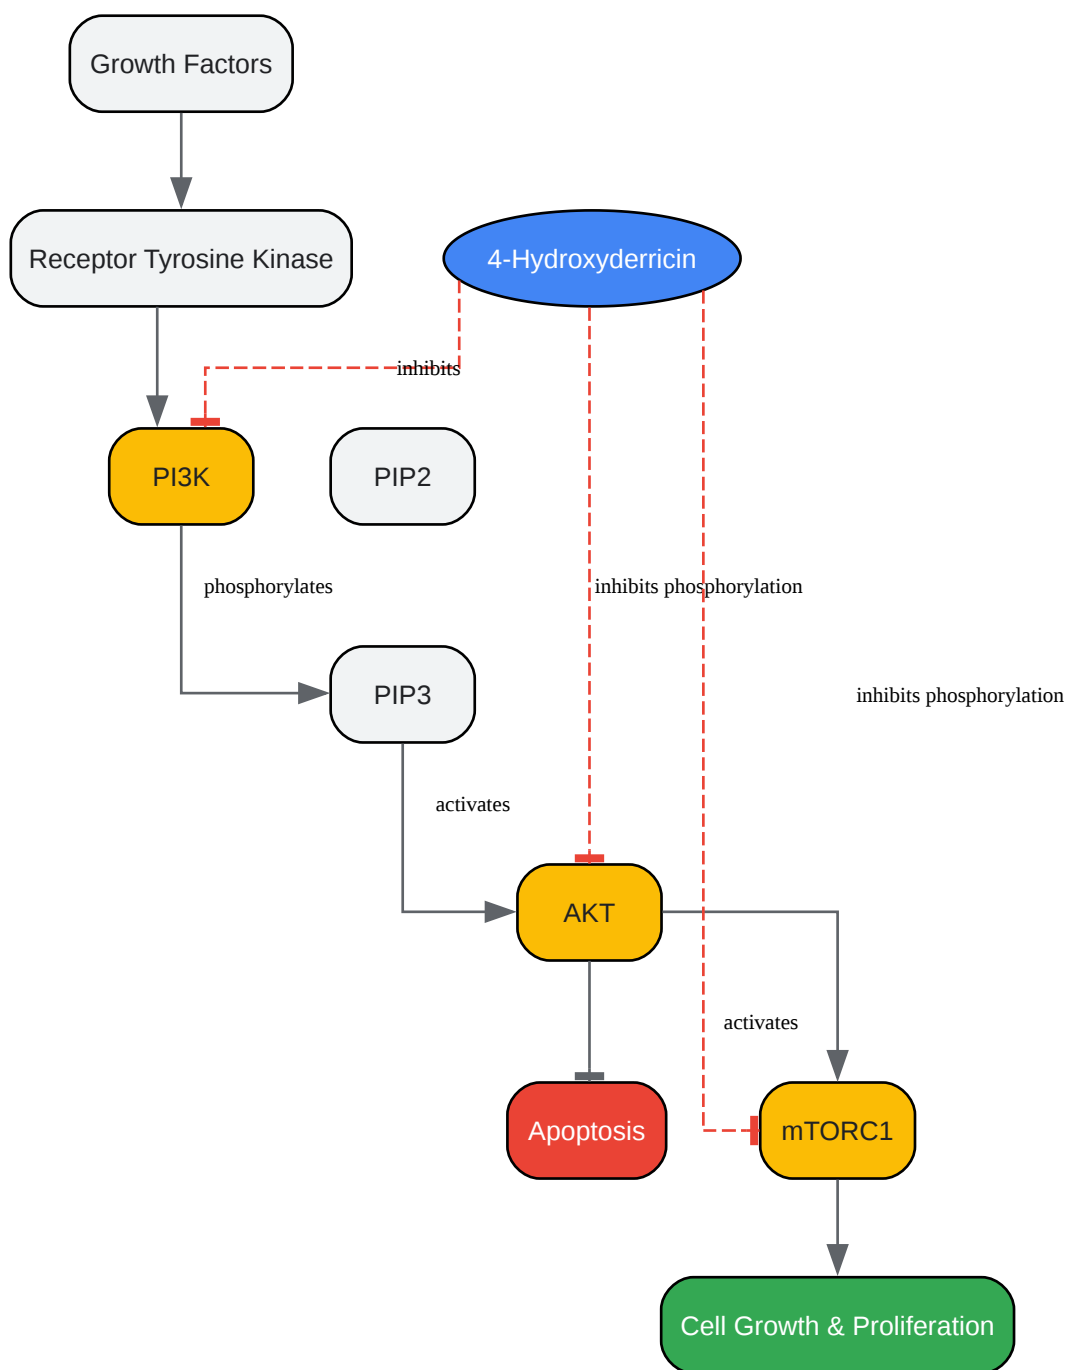 Growth Factors
Receptor Tyrosine Kinase
4-Hydroxyderricin
inhibits
PI3K
PIP2
phosphorylates
inhibits phosphorylation
PIP3
inhibits phosphorylation
activates
AKT
activates
Apoptosis
mTORC1
Cell Growth & Proliferation